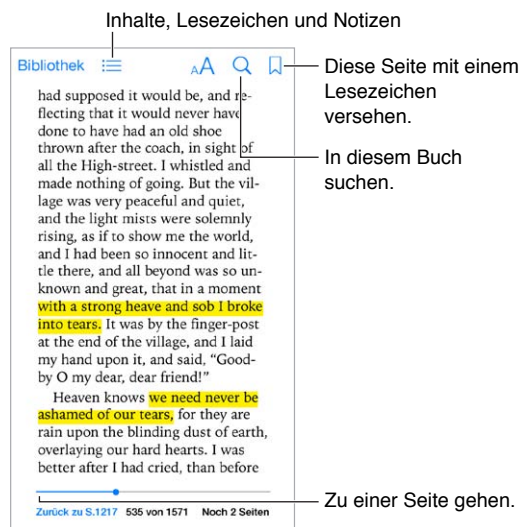 Inhalte, Lesezeichen und Notizen
Bibliothek
AA
Diese Seite mit einem
Lesezeichen
versehen.
In diesem Buch
suchen.
had supposed it would be, and re-
flecting that it would never have
done to have had an old shoe
thrown after the coach, in sight of
all the High-street. I whistled and
made nothing of going. But the vil-
lage was very peaceful and quiet,
and the light mists were solemnly
rising, as if to show me the world,
and I had been so innocent and lit-
tle there, and all beyond was so un-
known and great, that in a moment
with a strong heave and sob I broke
into tears. It was by the finger-post
at the end of the village, and I laid
my hand upon it, and said, “Good-
by O my dear, dear friend!”
Heaven knows we need never be
ashamed of our tears, for they are
rain upon the blinding dust of earth,
overlaying our hard hearts. I was
better after I had cried, than before
Zurück zu S.1217 535 von 1571 Noch 2 Seiten
Zu einer Seite gehen.